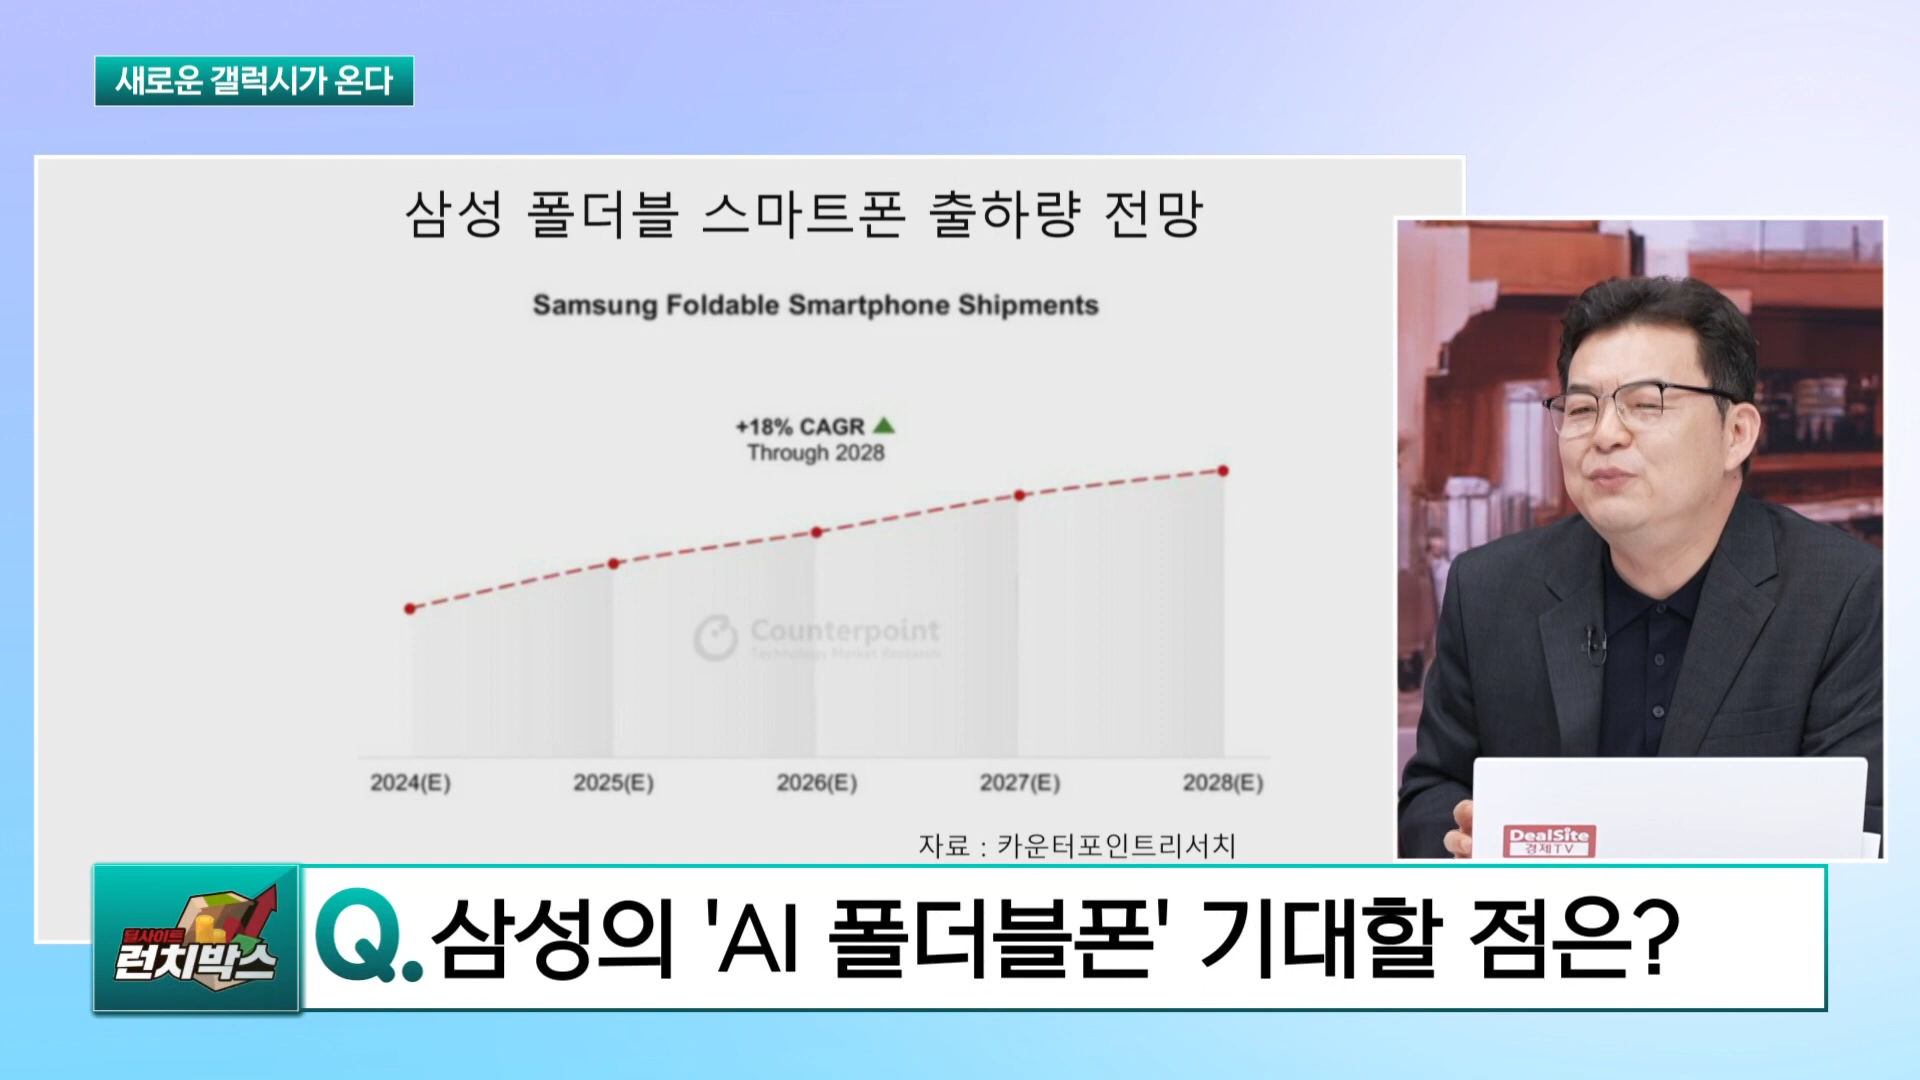 새로운 갤럭시가 온다
삼성 폴더블 스마트폰 출하량 전망
Samsung Foldable Smartphone Shipments
+18% CAGR
Through 2028
Counterpoint
Technology Market Research
2024(E) 2025(E) 2026(E) 2027(E) 2028(E)
자료 : 카운터포인트리서치
DealSite
경제TV
딜사이트
런치박스
Q. 삼성의 'AI 폴더블폰' 기대할 점은?